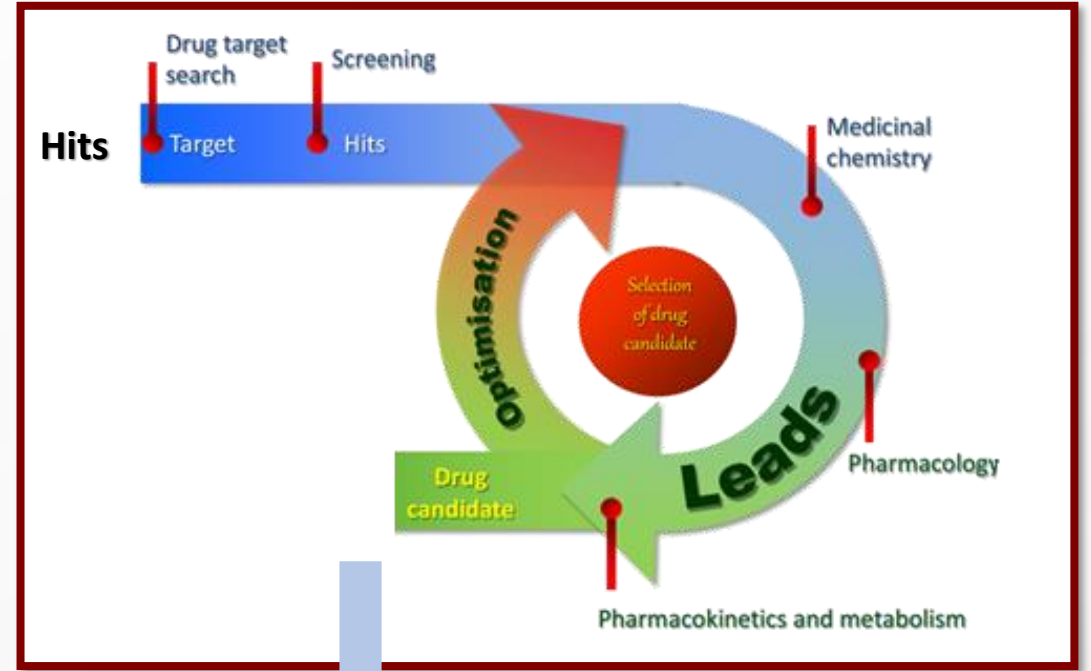 Drug target
search
Screening
Hits
Target
Hits
Medicinal
chemistry
Optimisation
Selection
of drug
candidate
Leads
Pharmacology
Drug
candidate
Pharmacokinetics and metabolism